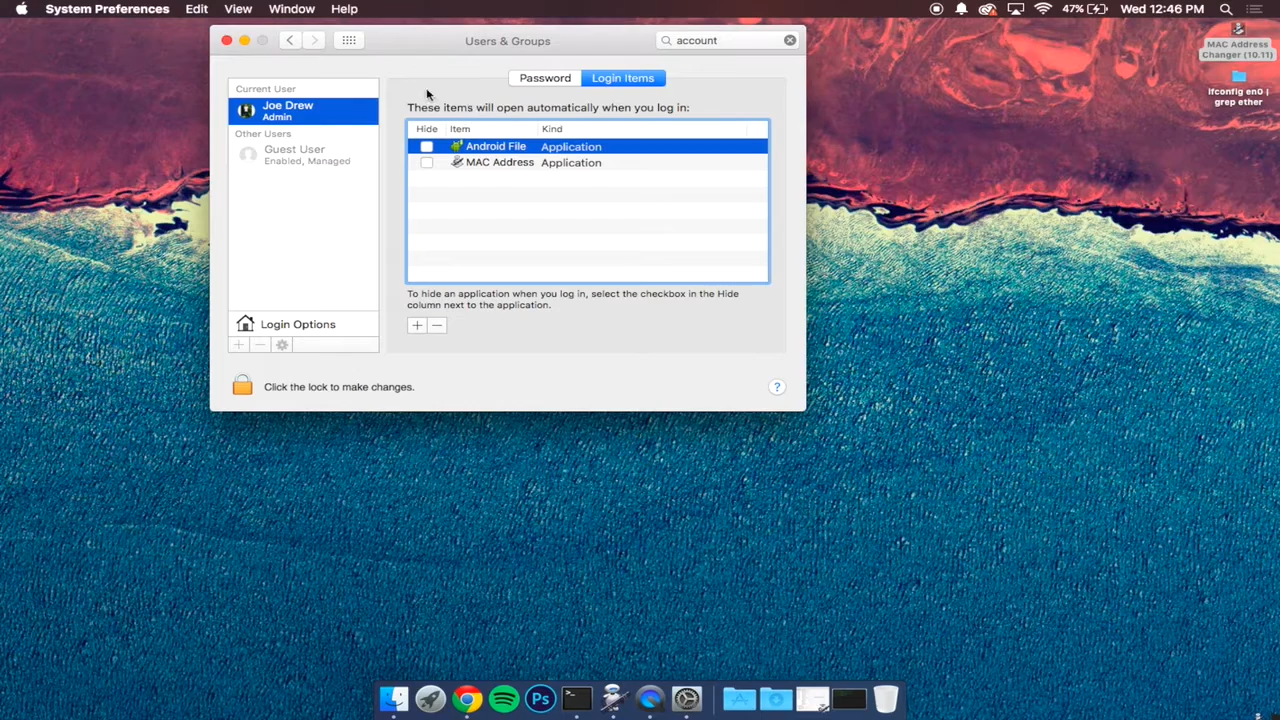 System Preferences Edit View Window Help 47% Wed 12:46 PM
Users & Groups
account
MAC Address
Changer (10.11)
ifconfig en0 |
grep ether
Password Login Items
Current User
Joe Drew
Admin
Other Users
Guest User
Enabled, Managed
Login Options
These items will open automatically when you log in:
Hide Item Kind
Android File Application
MAC Address Application
To hide an application when you log in, select the checkbox in the Hide
column next to the application.
+ −
+ −
Click the lock to make changes.
?
Ps
>_